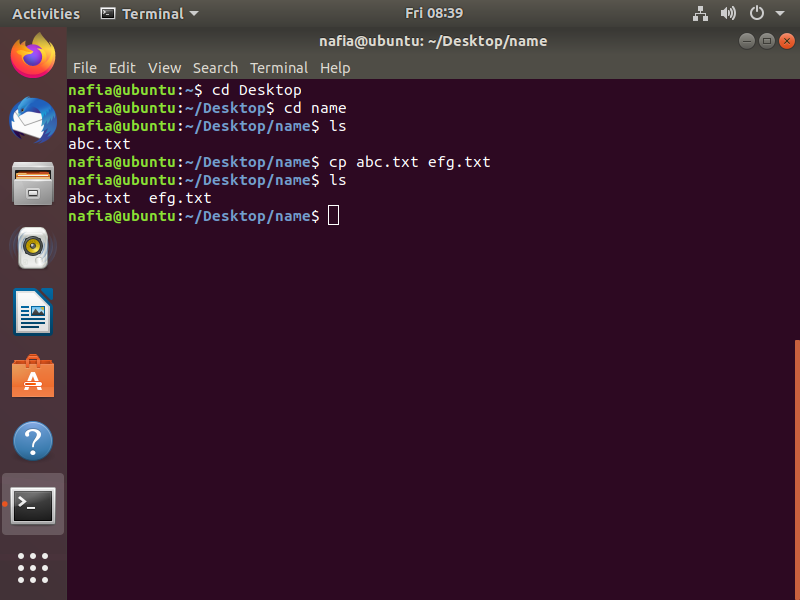 Activities Terminal Fri 08:39
nafia@ubuntu: ~/Desktop/name
File Edit View Search Terminal Help
nafia@ubuntu:~$ cd Desktop
nafia@ubuntu:~/Desktop$ cd name
nafia@ubuntu:~/Desktop/name$ ls
abc.txt
nafia@ubuntu:~/Desktop/name$ cp abc.txt efg.txt
nafia@ubuntu:~/Desktop/name$ ls
abc.txt  efg.txt
nafia@ubuntu:~/Desktop/name$